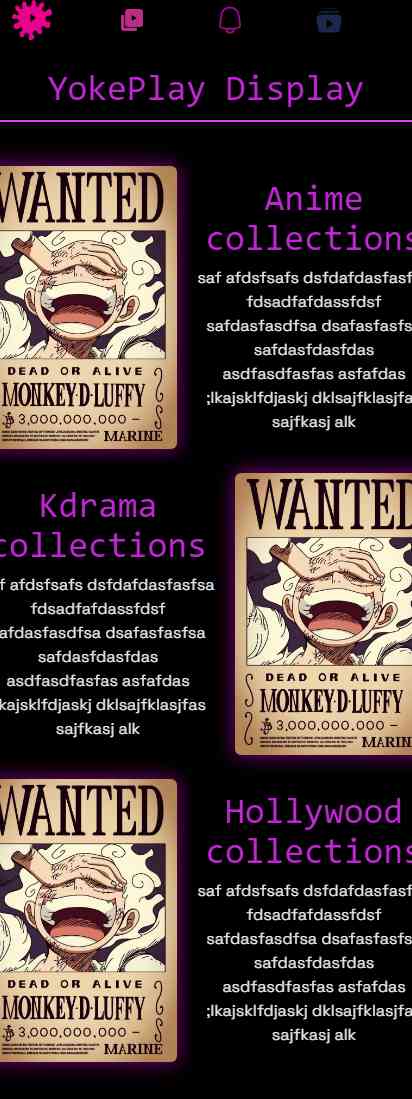 YokePlay Display
WANTED
DEAD OR ALIVE
MONKEY·D·LUFFY
3,000,000,000 –
MARINE
Anime
collections
saf afdsfsafs dsfdafdasfasf
fdsadfafdassfdsf
safdasfasdfsa dsafasfasfs
safdasfdasfdas
asdfasdfasfas asfafdas
;lkajsklfdjaskj dklsajfklasjfa
sajfkasj alk
Kdrama
collections
f afdsfsafs dsfdafdasfasfsa
fdsadfafdassfdsf
afdasfasdfsa dsafasfasfsa
safdasfdasfdas
asdfasdfasfas asfafdas
kajsklfdjaskj dklsajfklasjfas
sajfkasj alk
WANTED
DEAD OR ALIVE
MONKEY·D·LUFFY
3,000,000,000 –
MARIN
WANTED
DEAD OR ALIVE
MONKEY·D·LUFFY
3,000,000,000 –
MARINE
Hollywood
collections
saf afdsfsafs dsfdafdasfasf
fdsadfafdassfdsf
safdasfasdfsa dsafasfasfs
safdasfdasfdas
asdfasdfasfas asfafdas
;lkajsklfdjaskj dklsajfklasjfa
sajfkasj alk